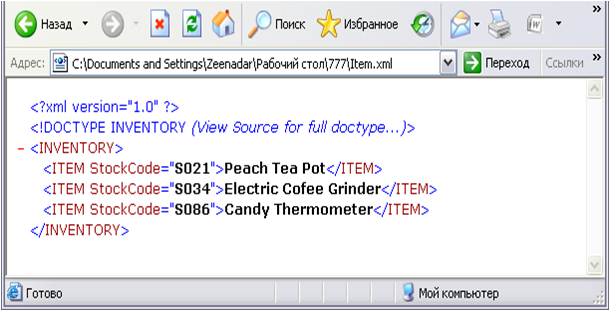 Назад Поиск Избранное »
Адрес: C:\Documents and Settings\Zeenadar\Рабочий стол\777\Item.xml Переход Ссылки »
<?xml version="1.0" ?>
<!DOCTYPE INVENTORY (View Source for full doctype...)>
- <INVENTORY>
<ITEM StockCode="S021">Peach Tea Pot</ITEM>
<ITEM StockCode="S034">Electric Cofee Grinder</ITEM>
<ITEM StockCode="S086">Candy Thermometer</ITEM>
</INVENTORY>
Готово Мой компьютер